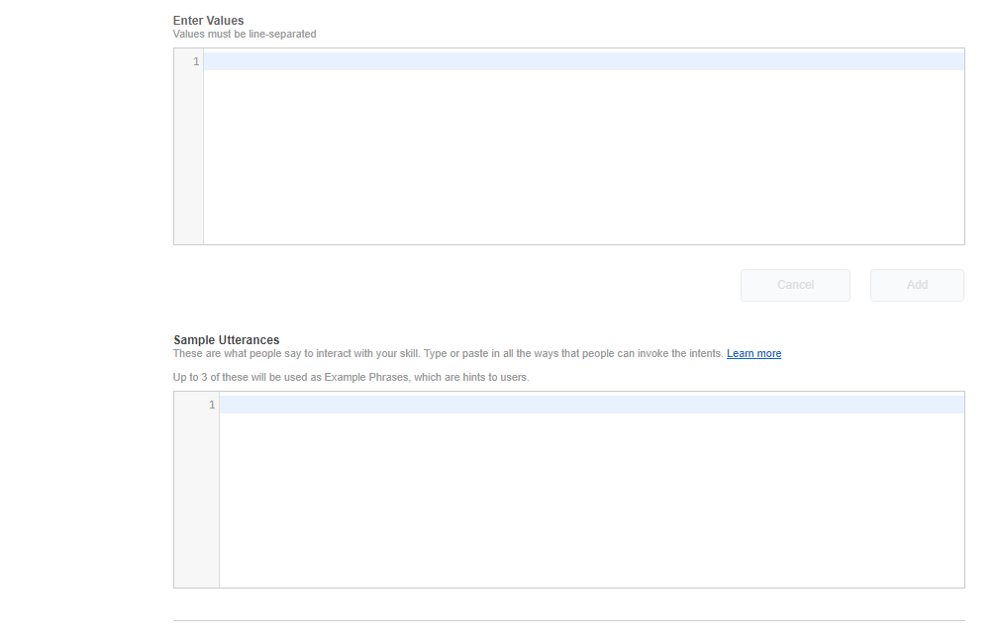 Enter Values
Values must be line-separated
1
Cancel
Add
Sample Utterances
These are what people say to interact with your skill. Type or paste in all the ways that people can invoke the intents. Learn more
Up to 3 of these will be used as Example Phrases, which are hints to users.
1